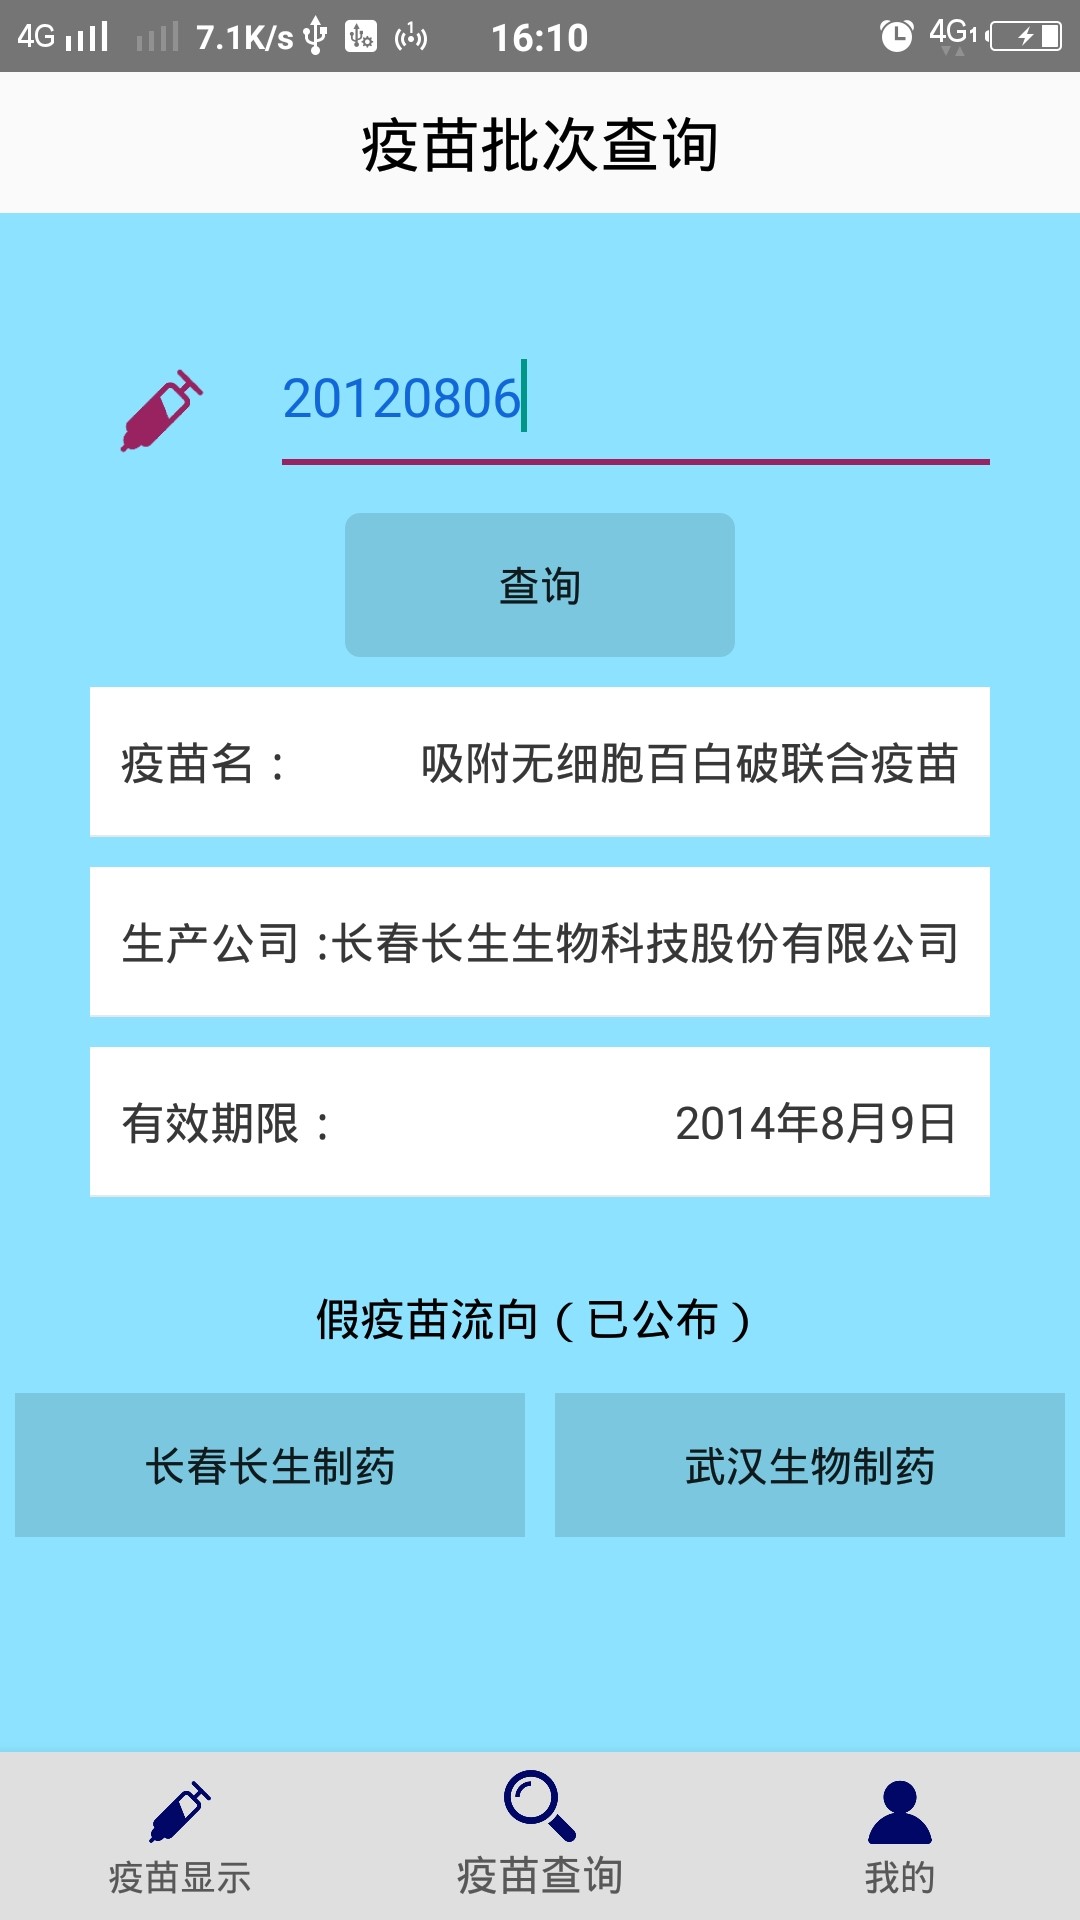 4G 7.1K/s 16:10 4G1
疫苗批次查询
20120806
查询
疫苗名： 吸附无细胞百白破联合疫苗
生产公司：长春长生生物科技股份有限公司
有效期限： 2014年8月9日
假疫苗流向（已公布）
长春长生制药 武汉生物制药
疫苗显示 疫苗查询 我的